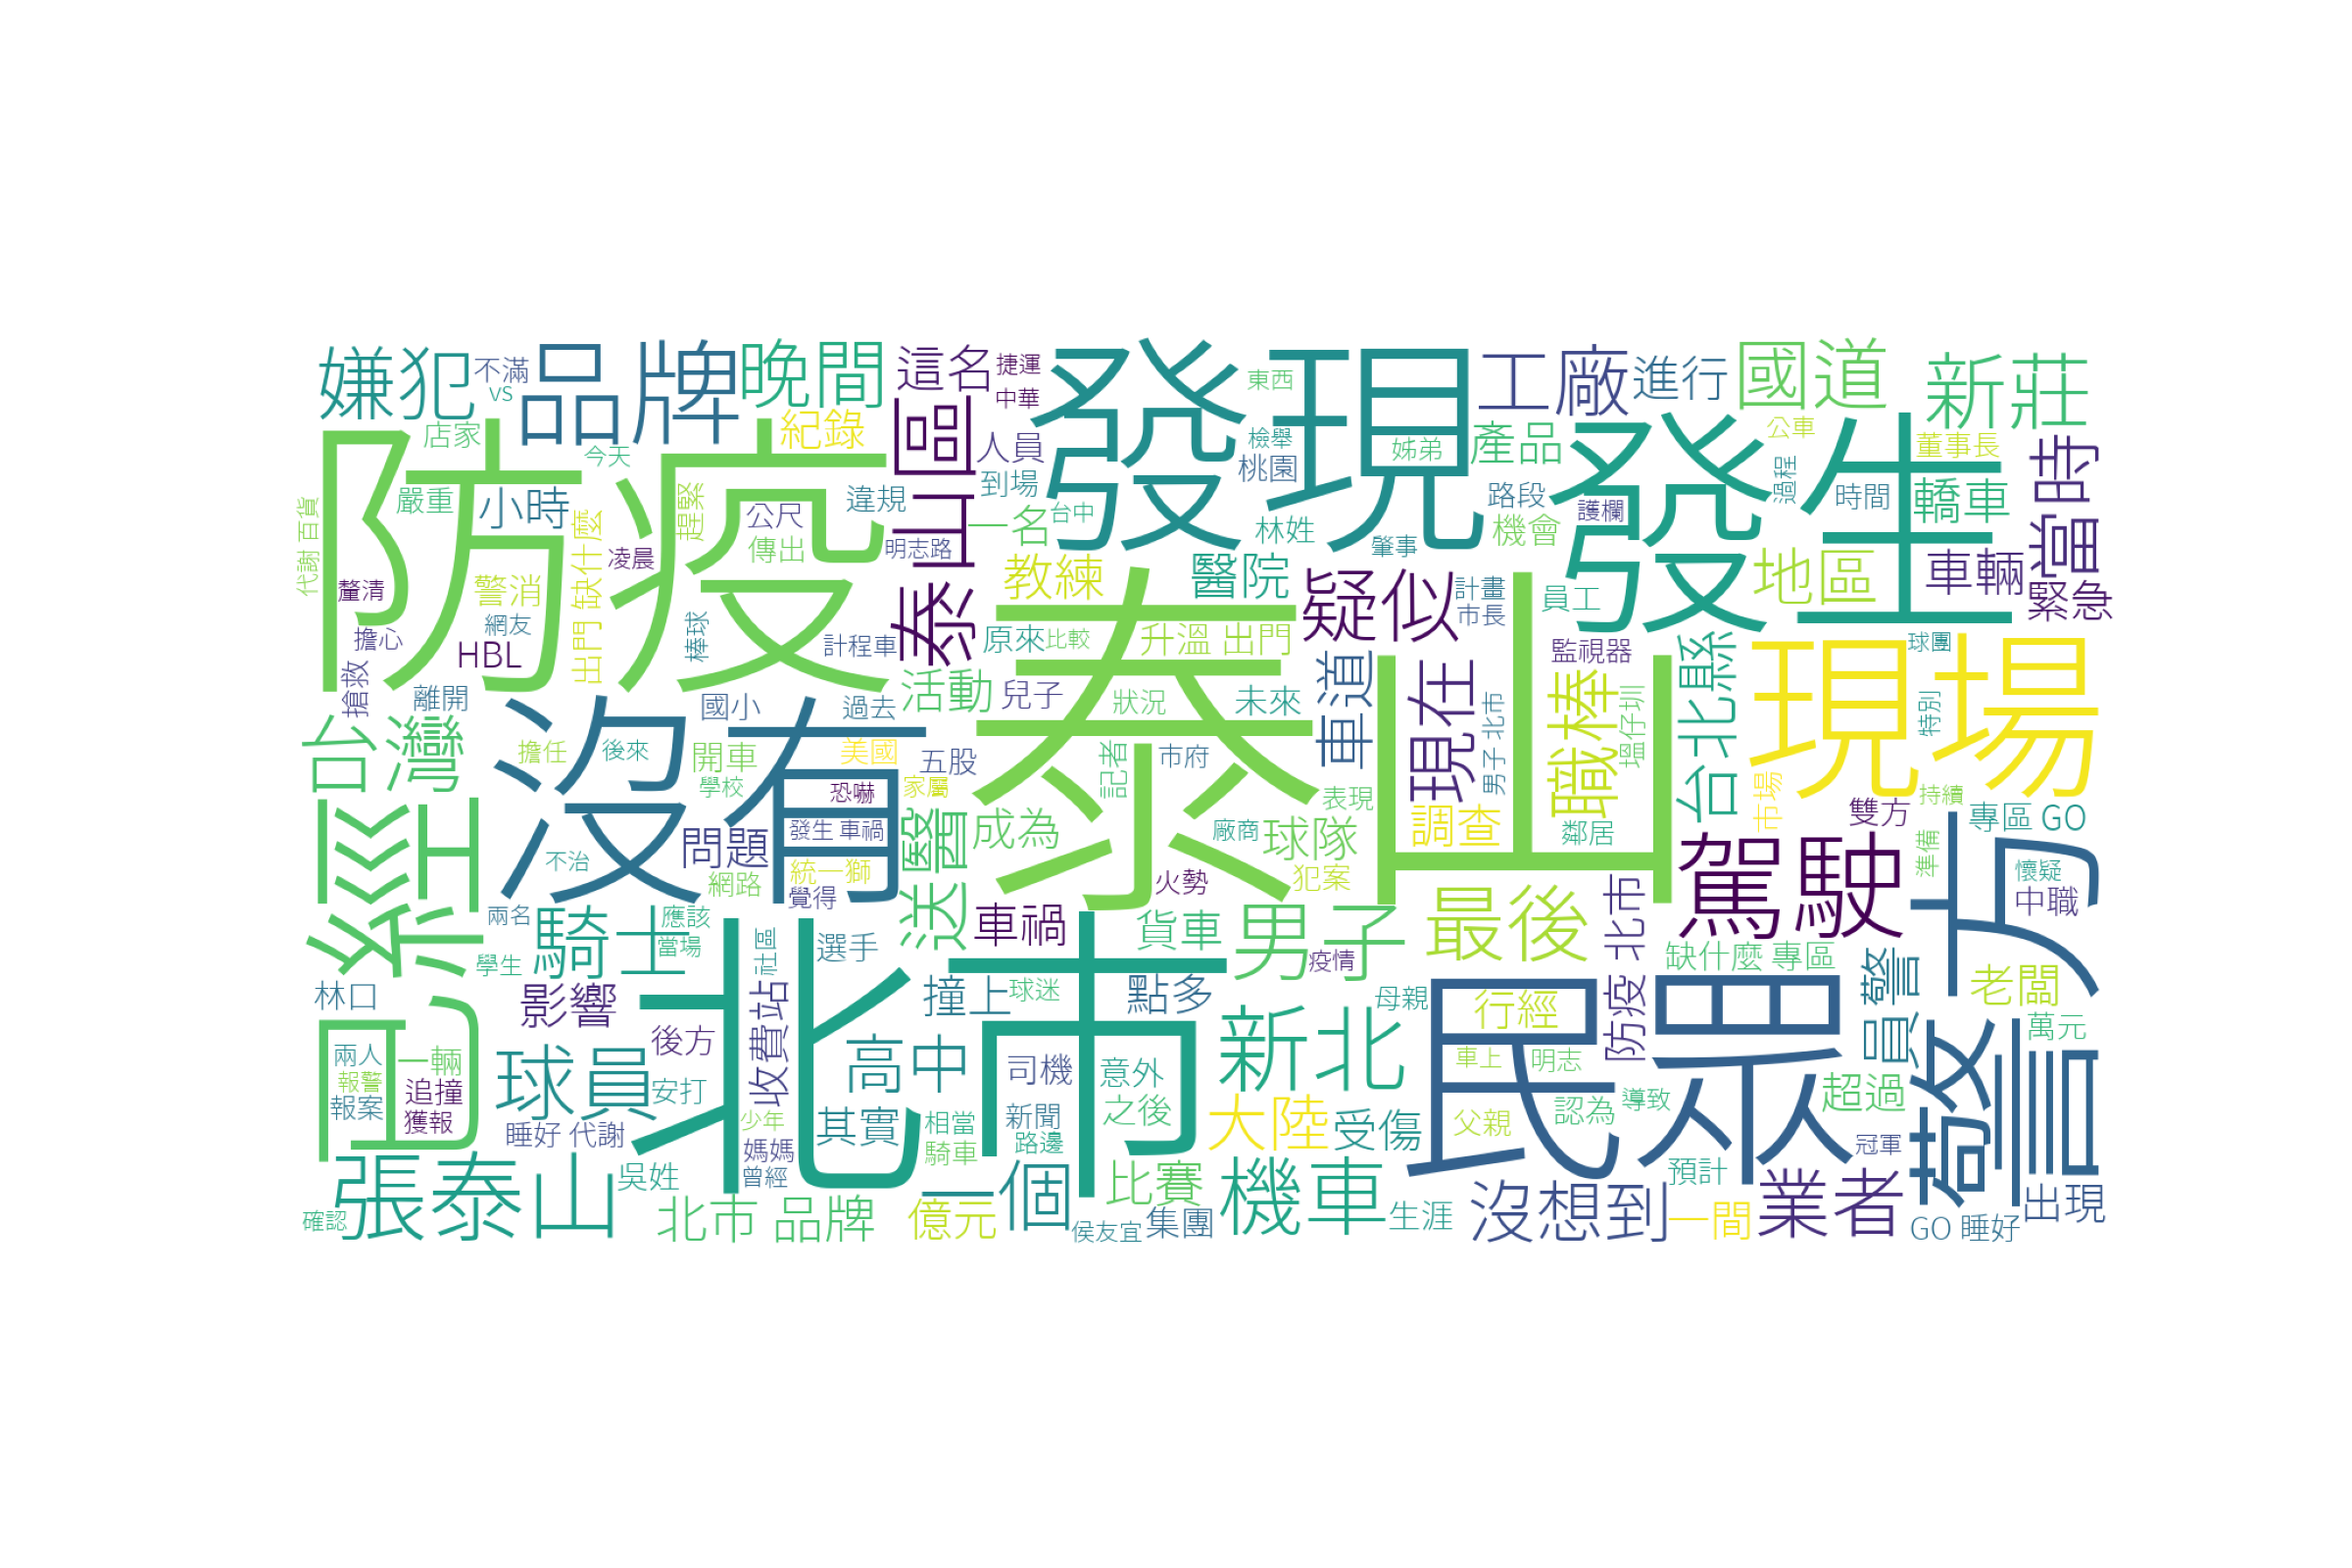 嫌犯
不滿
vs
品牌
晚間
這名
捷運
中華
發現
東西
工廠
進行
國道
新莊
店家
今天
紀錄
泰山區
人員
檢舉
桃園
姊弟
產品
公車
董事長
當時
防疫
嚴重
小時
違規
到場
路段
護欄
過程
時間
轎車
發生
代謝 百貨
釐清
警消
出門 缺什麼
趕緊
公尺
傳出
凌晨
明志路
一名
台中
林姓
肇事
機會
地區
車輛
緊急
教練
醫院
疑似
計畫
市長
員工
擔心
網友
HBL
棒球
計程車
原來
比較
升溫 出門
泰山
監視器
球團
搶救
離開
國小
過去
活動
兒子
狀況
未來
車道
現在
男子 北市
職棒
塭仔圳
台北縣
現場
特別
台灣
沒有
擔任
後來
開車
學校
美國
五股
家屬
記者
市府
恐嚇
表現
市場
持續
已經
不治
問題
發生 車禍
統一獅
網路
覺得
送醫
成為
廠商
球隊
調查
鄰居
雙方
專區 GO
準備
懷疑
中職
火勢
犯案
駕駛
警方
兩名
騎士
應該
當場
學生
社區
選手
車禍
貨車
男子
疫情
最後
防疫 北市
缺什麼 專區
員警
老闆
林口
影響
後方
收費站
北市
撞上
球迷
點多
母親
行經
民眾
萬元
兩人
報警
報案
一輛
追撞
獲報
球員
安打
高中
司機
意外
新北
車上
明志
超過
睡好 代謝
少年
媽媽
曾經
其實
相當
騎車
新聞
路邊
之後
大陸
受傷
父親
認為
導致
冠軍
張泰山
吳姓
一個
比賽
機車
預計
業者
確認
北市 品牌
億元
侯友宜
集團
生涯
沒想到
一間
GO 睡好
出現